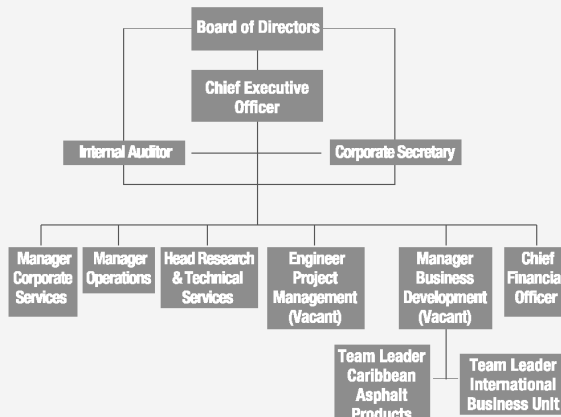 Board of Directors
Chief Executive
Officer
Internal Auditor
Corporate Secretary
Manager
Corporate
Services
Manager
Operations
Head Research
& Technical
Services
Engineer
Project
Management
(Vacant)
Manager
Business
Development
(Vacant)
Chief
Financial
Officer
Team Leader
Caribbean
Asphalt
Products
Team Leader
International
Business Unit